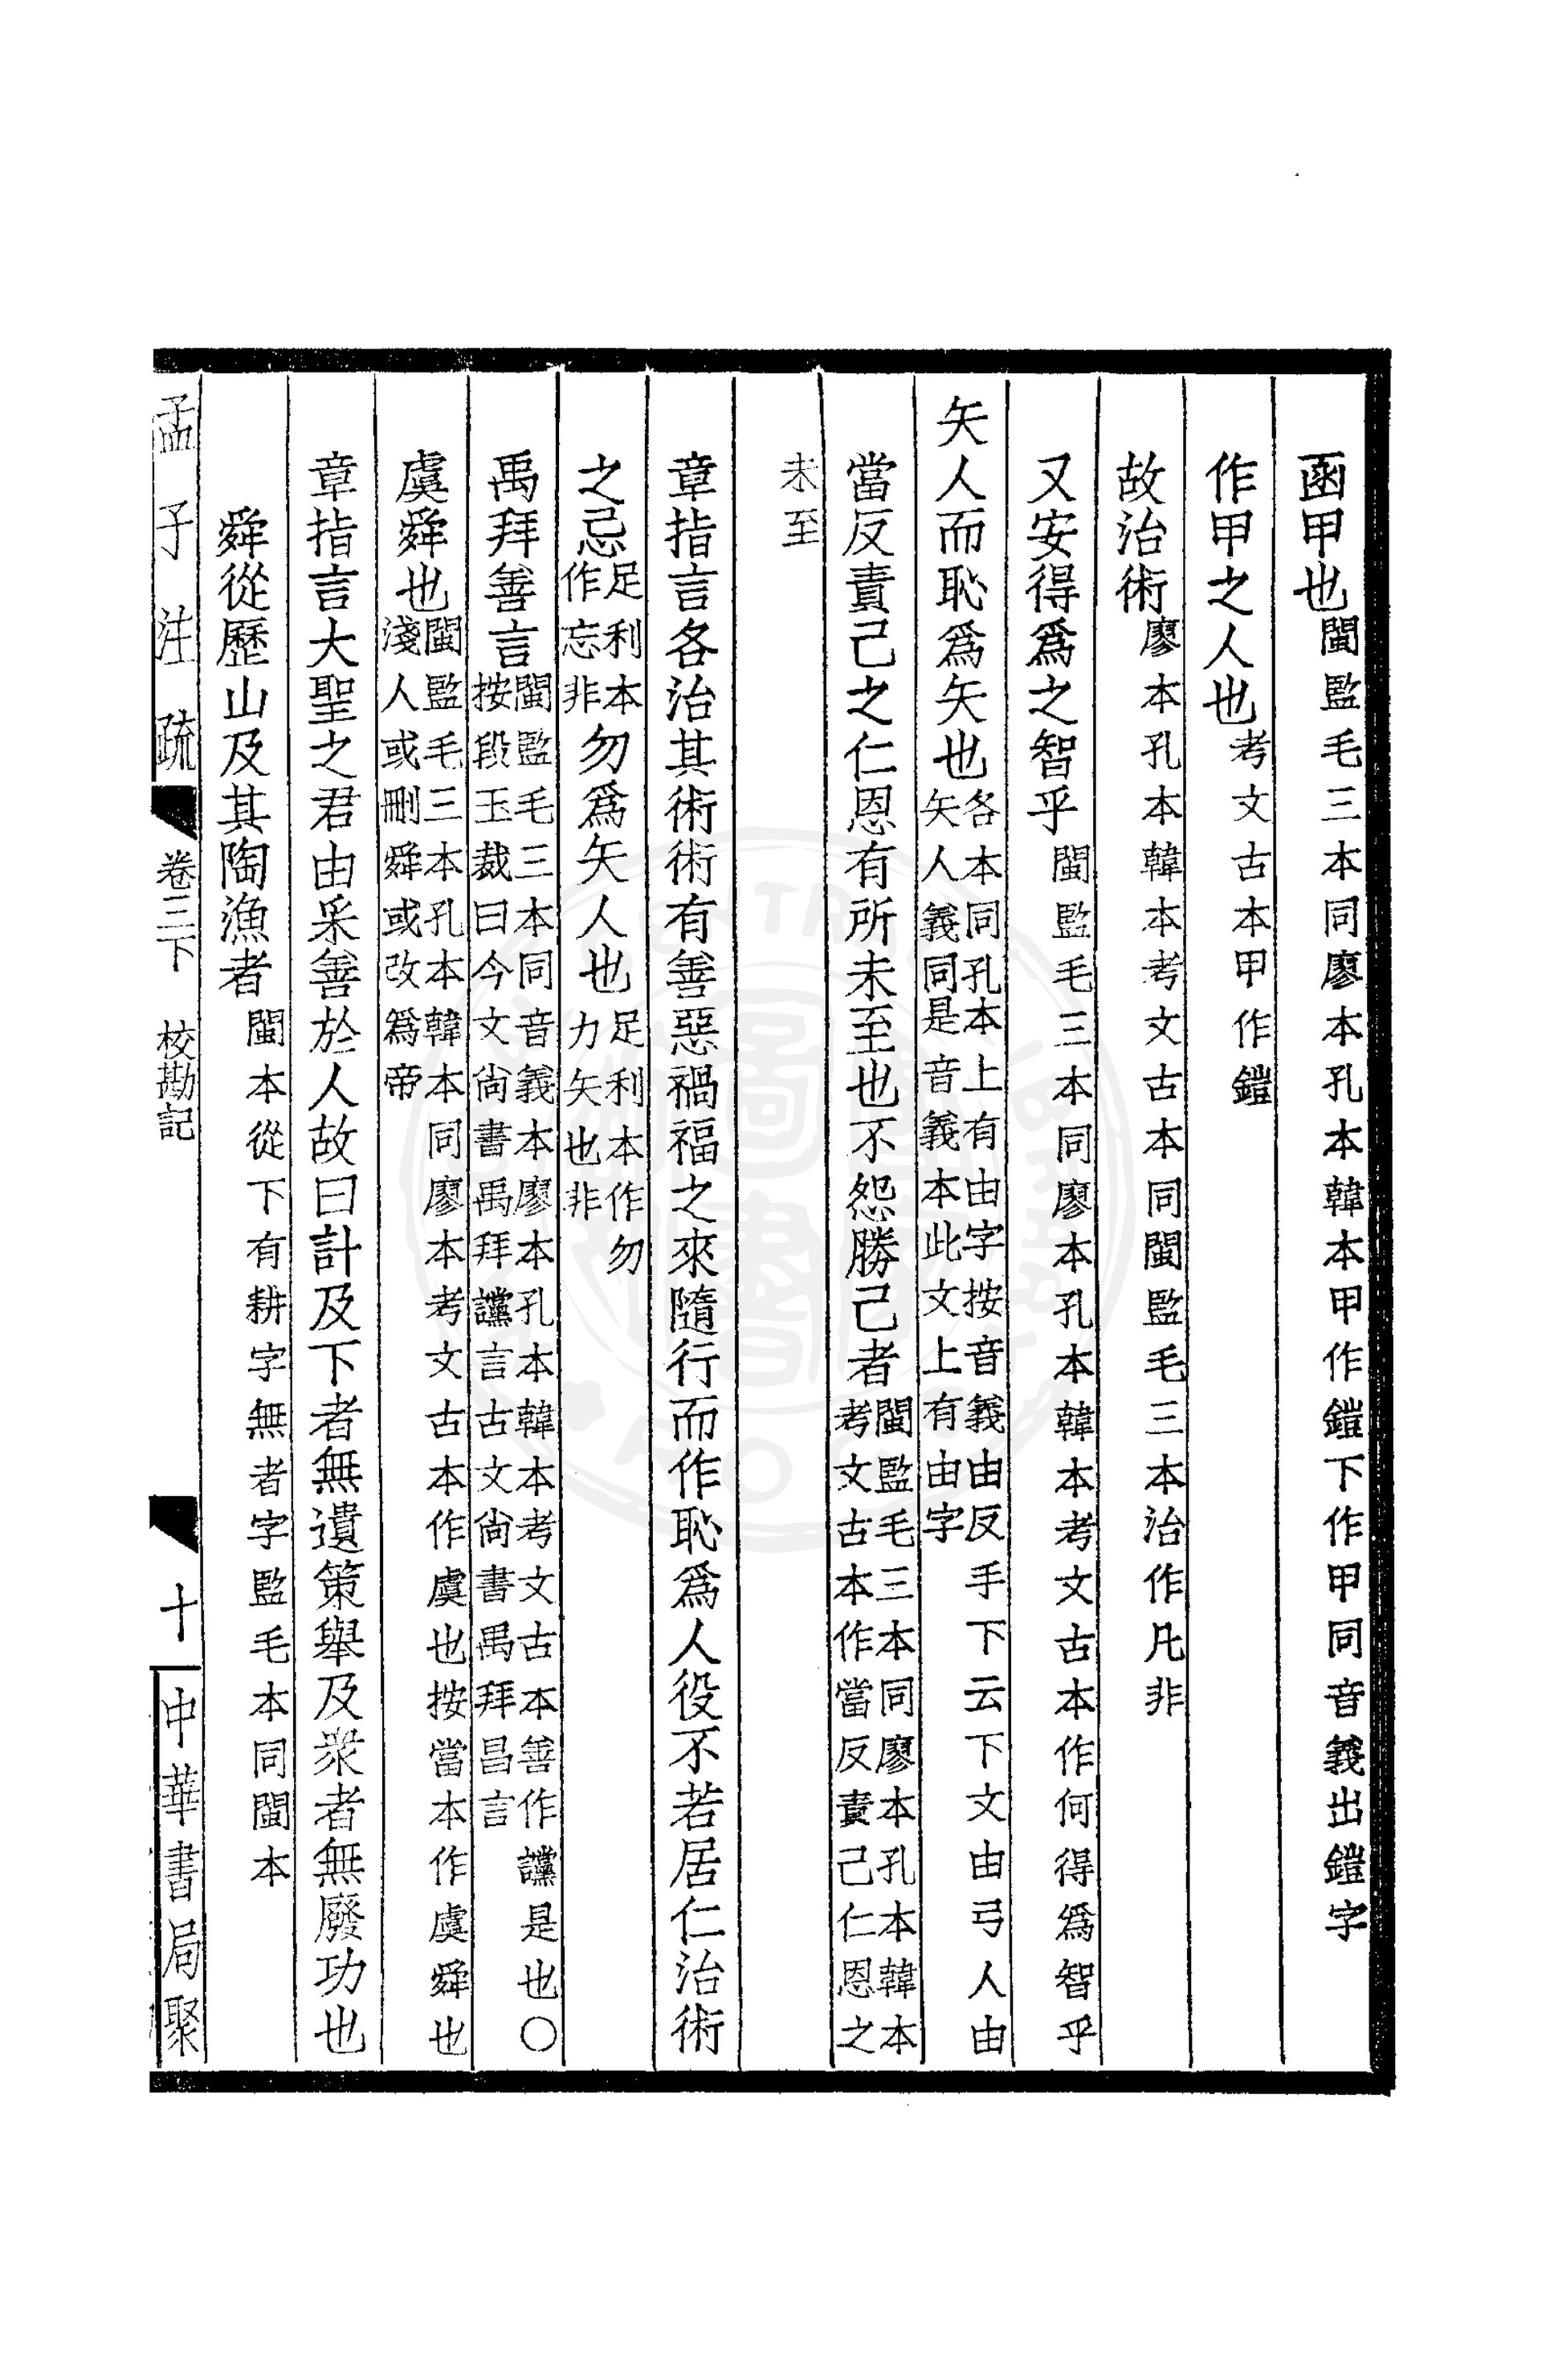 函甲也閩監毛三本同廖本孔本韓本甲作鎧下作甲同音義出鎧字
作甲之人也考文古本甲作鎧
故治術廖本孔本韓本考文古本同閩監毛三本治作凡非
又安得爲之智乎閩監毛三本同廖本孔本韓本考文古本作何得爲智乎
矢人而恥爲矢也各本同孔本上有由字按音義由反手下云下文由弓人由
矢人義同是音義本此文上有由字
當反責己之仁恩有所未至也不怨勝己者閩監毛三本同廖本孔本韓本
考文古本作當反責己仁恩之
未至
章指言各治其術術有善惡禍福之來隨行而作恥爲人役不若居仁治術
之忌足利本
作忘非勿爲矢人也足利本作勿
力矢也非
禹拜善言閩監毛三本同音義本廖本孔本韓本考文古本善作讜是也〇
按段玉裁曰今文尚書禹拜讜言古文尚書禹拜昌言
虞舜也閩監毛三本孔本韓本同廖本考文古本作虞也按當本作虞舜也
淺人或刪舜或改爲帝
章指言大聖之君由采善於人故曰計及下者無遺策舉及衆者無廢功也
舜從歷山及其陶漁者閩本從下有耕字無者字監毛本同閩本
孟子注疏 卷三下 校勘記 十 中華書局聚